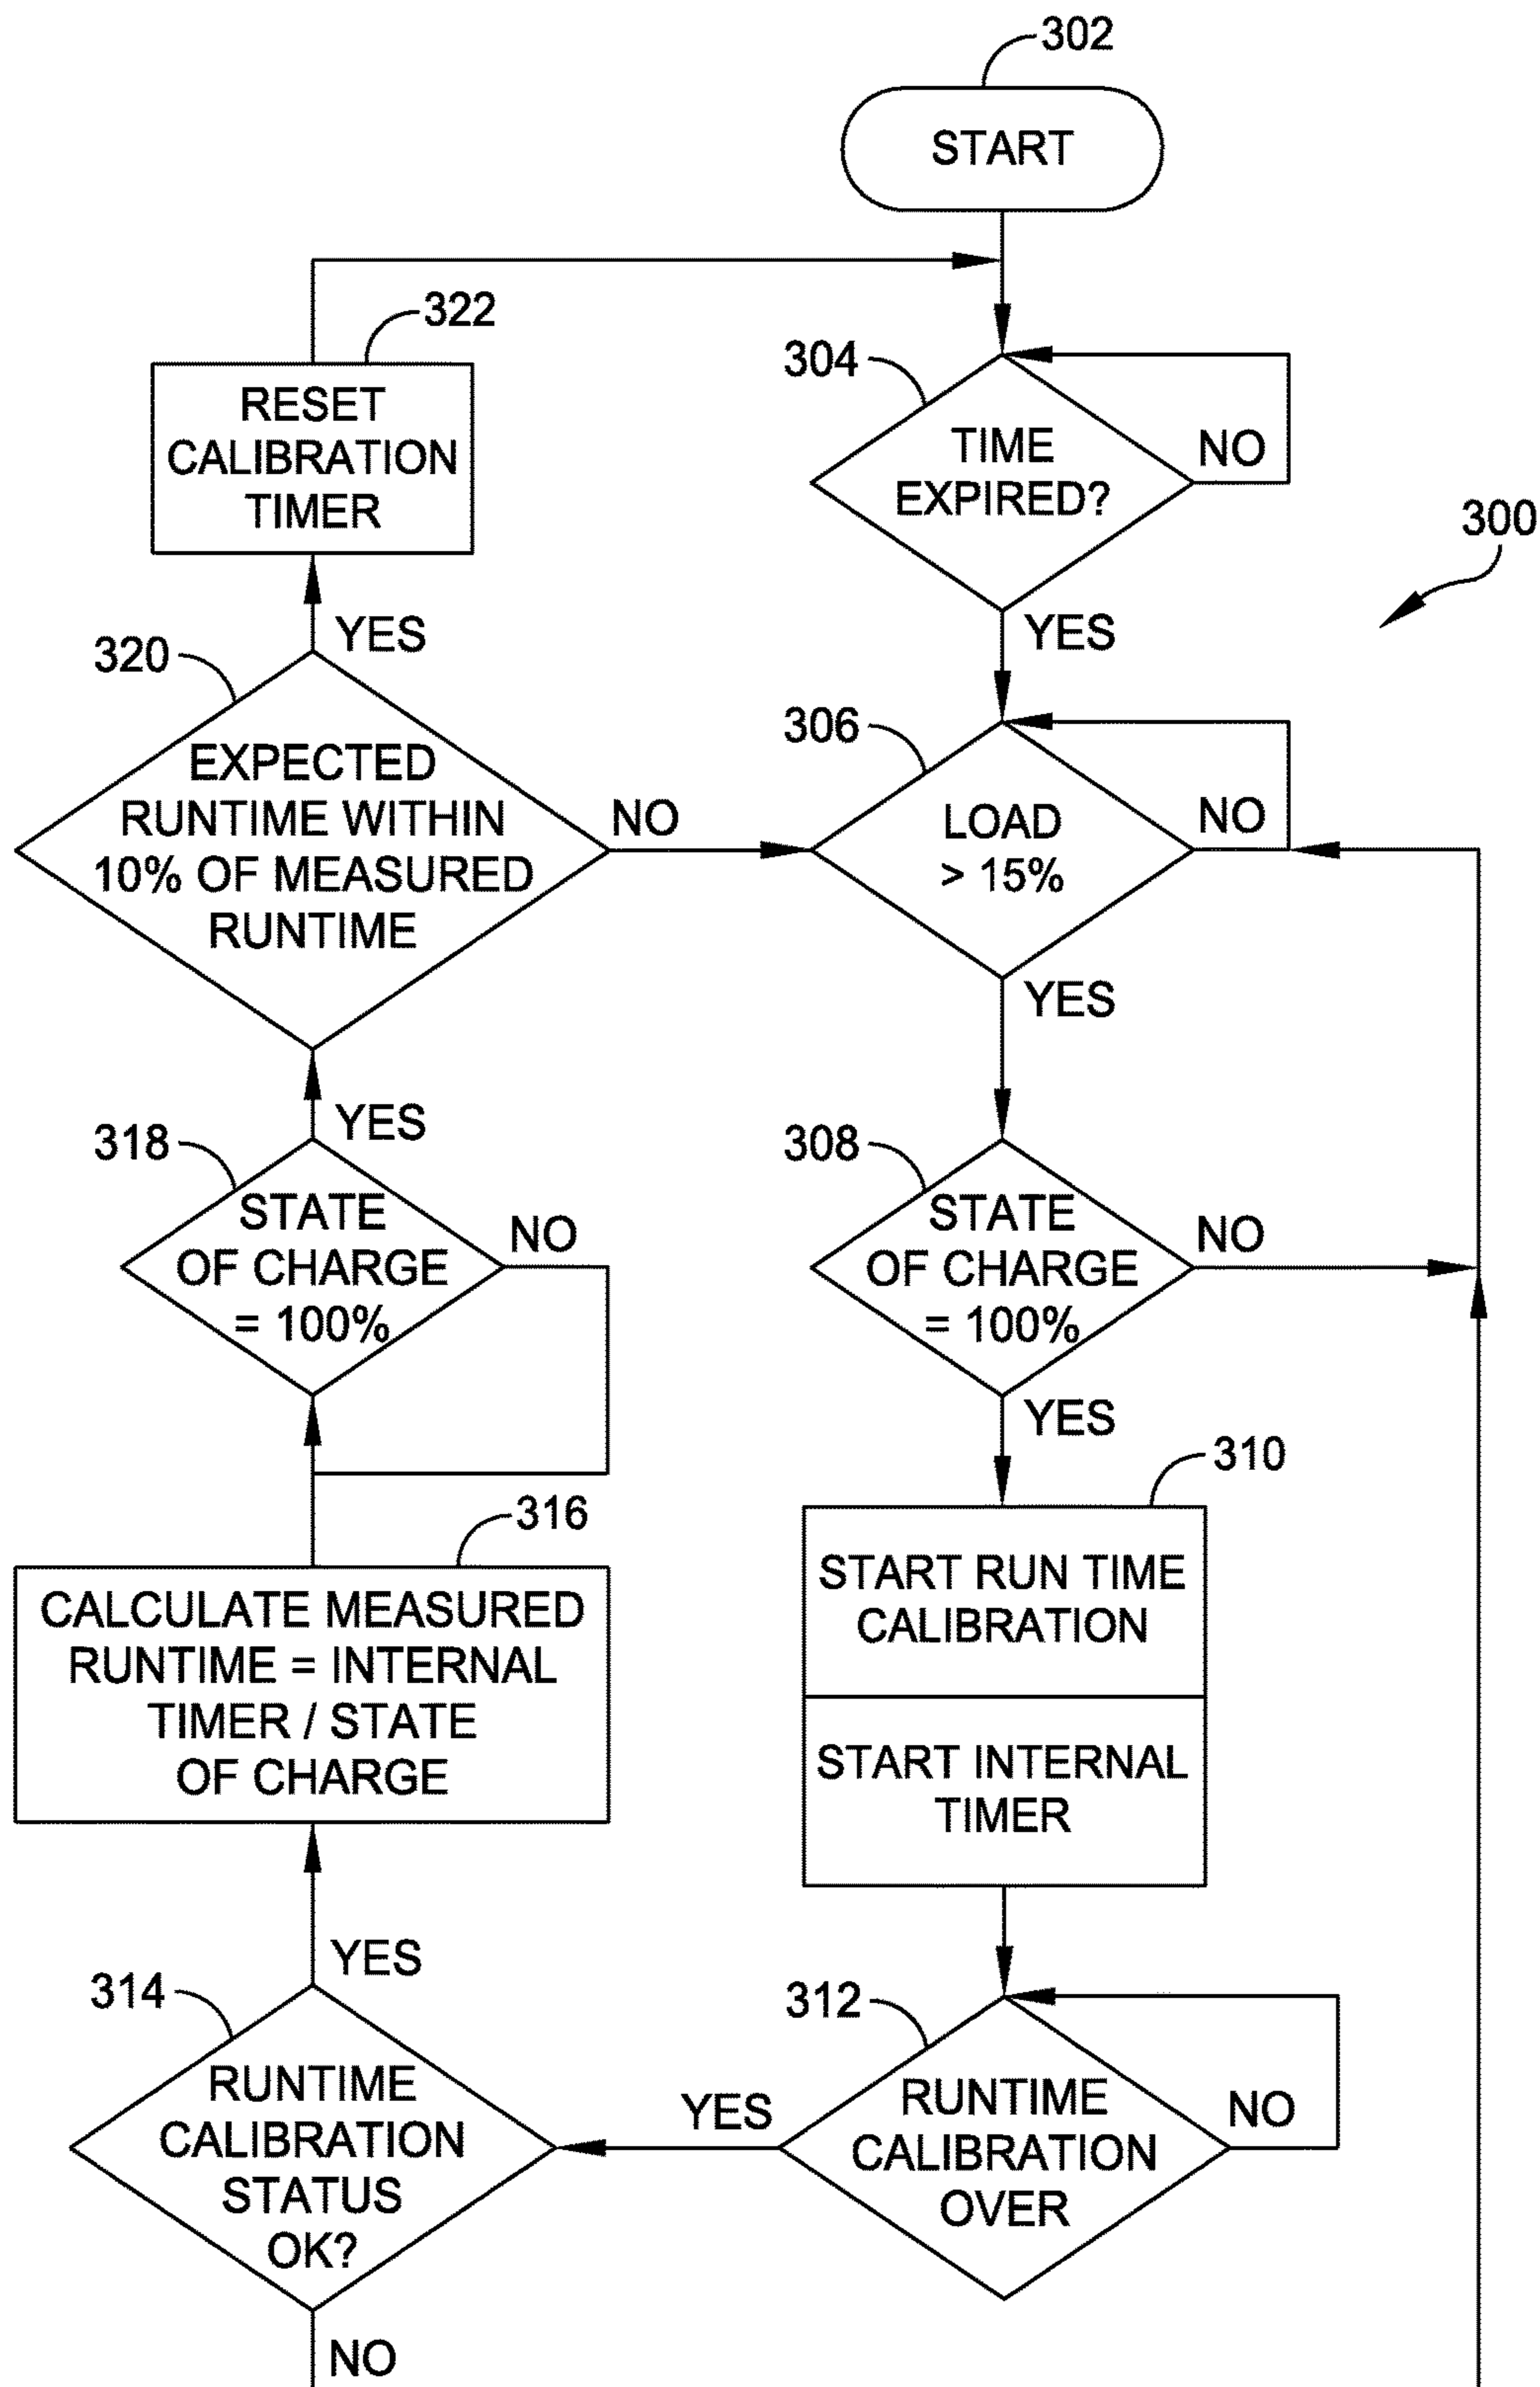 302
START
322
RESET
CALIBRATION
TIMER
304
TIME
EXPIRED?
NO
YES
300
320
YES
EXPECTED
RUNTIME WITHIN
10% OF MEASURED
RUNTIME
NO
306
LOAD
> 15%
NO
YES
318
YES
STATE
OF CHARGE
= 100%
NO
308
STATE
OF CHARGE
= 100%
NO
YES
316
CALCULATE MEASURED
RUNTIME = INTERNAL
TIMER / STATE
OF CHARGE
310
START RUN TIME
CALIBRATION
START INTERNAL
TIMER
314
YES
RUNTIME
CALIBRATION
STATUS
OK?
NO
312
YES
RUNTIME
CALIBRATION
OVER
NO